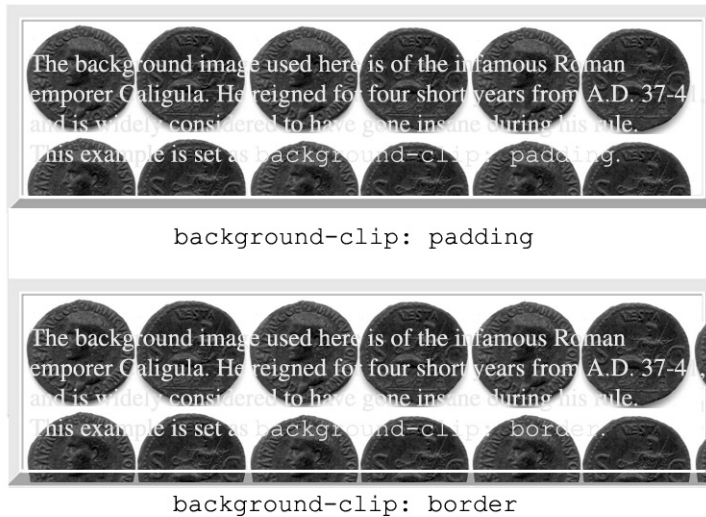 The background image used here is of the infamous Roman
emporer Caligula. He reigned for four short years from A.D. 37-41,
and is widely considered to have gone insane during his rule.
This example is set as background-clip: padding.
background-clip: padding
The background image used here is of the infamous Roman
emporer Caligula. He reigned for four short years from A.D. 37-41,
and is widely considered to have gone insane during his rule.
This example is set as background-clip: border.
background-clip: border